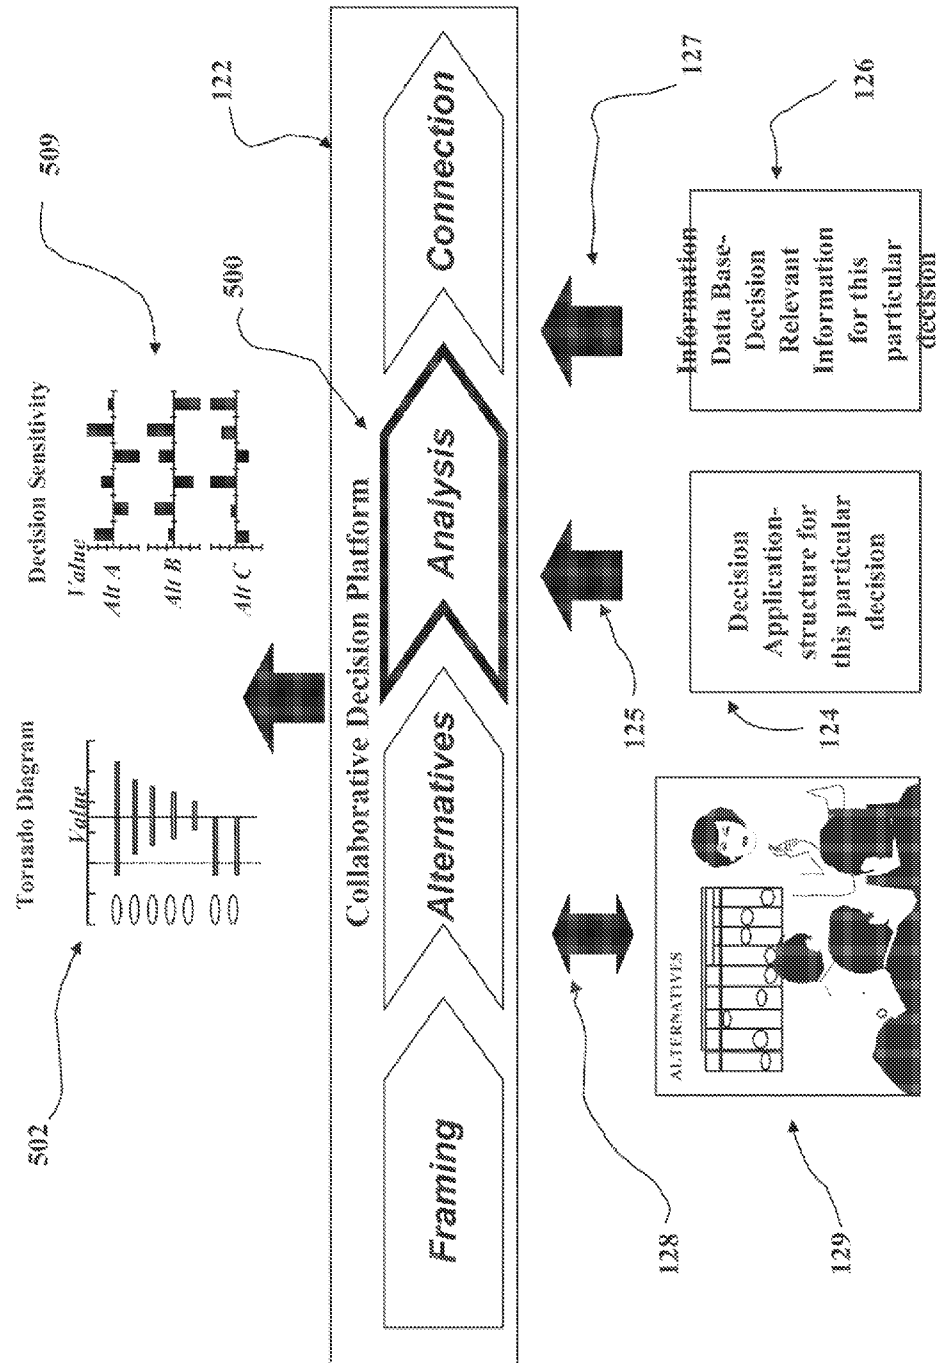 Tornado Diagram
Value
502
Decision Sensitivity
Value
Alt A
Alt B
Alt C
509
500
122
Collaborative Decision Platform
Framing
Alternatives
Analysis
Connection
128
129
ALTERNATIVES
125
124
Decision
Application-
structure for
this particular
decision
127
126
Information
Data Base-
Decision
Relevant
Information
for this
particular
decision